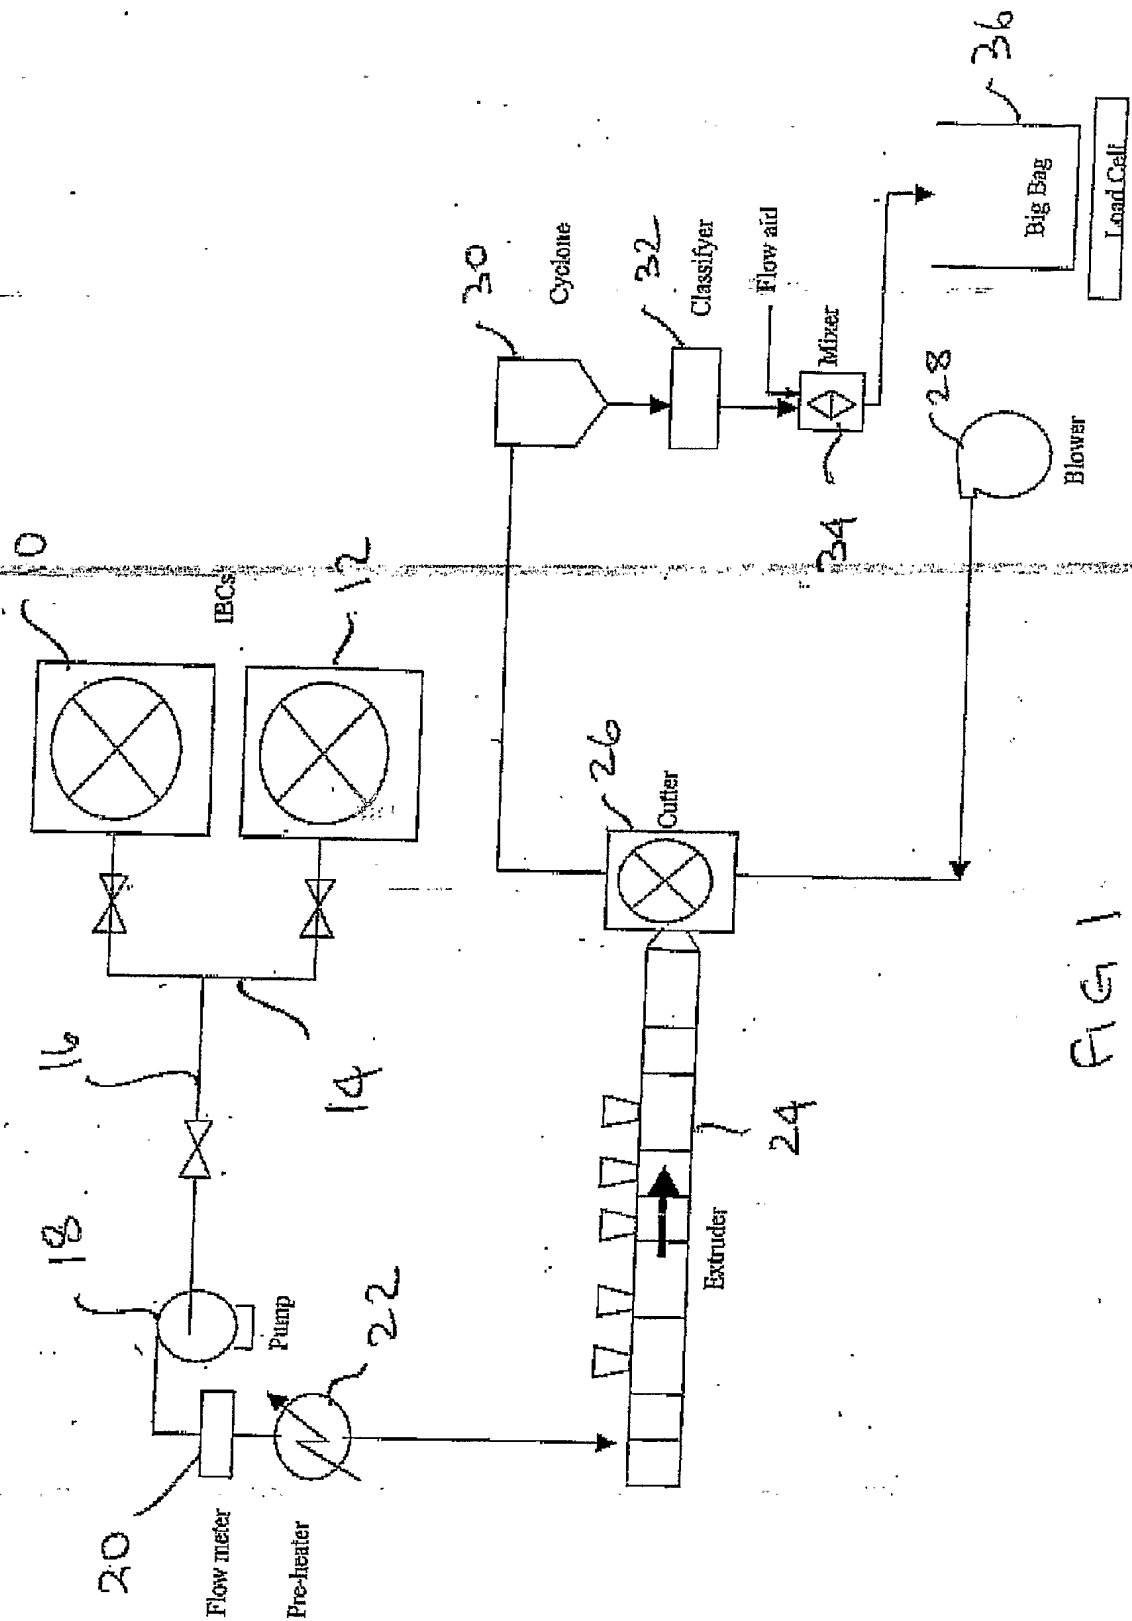 10
IBCs
12
16
14
18
Pump
20
Flow meter
22
Pre-heater
24
Extruder
26
Cutter
28
Blower
30
Cyclone
32
Classifyer
Flow aid
Mixer
34
36
Big Bag
Load Cell
FIG 1